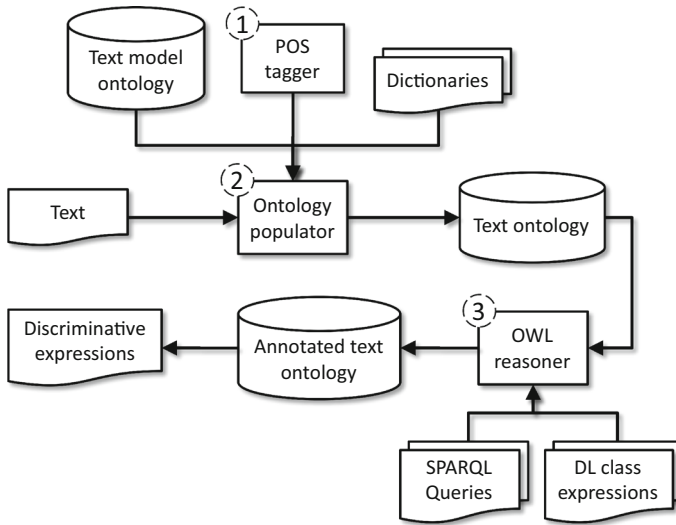 Text model
ontology
1
POS
tagger
Dictionaries
Text
2
Ontology
populator
Text ontology
Discriminative
expressions
Annotated text
ontology
3
OWL
reasoner
SPARQL
Queries
DL class
expressions